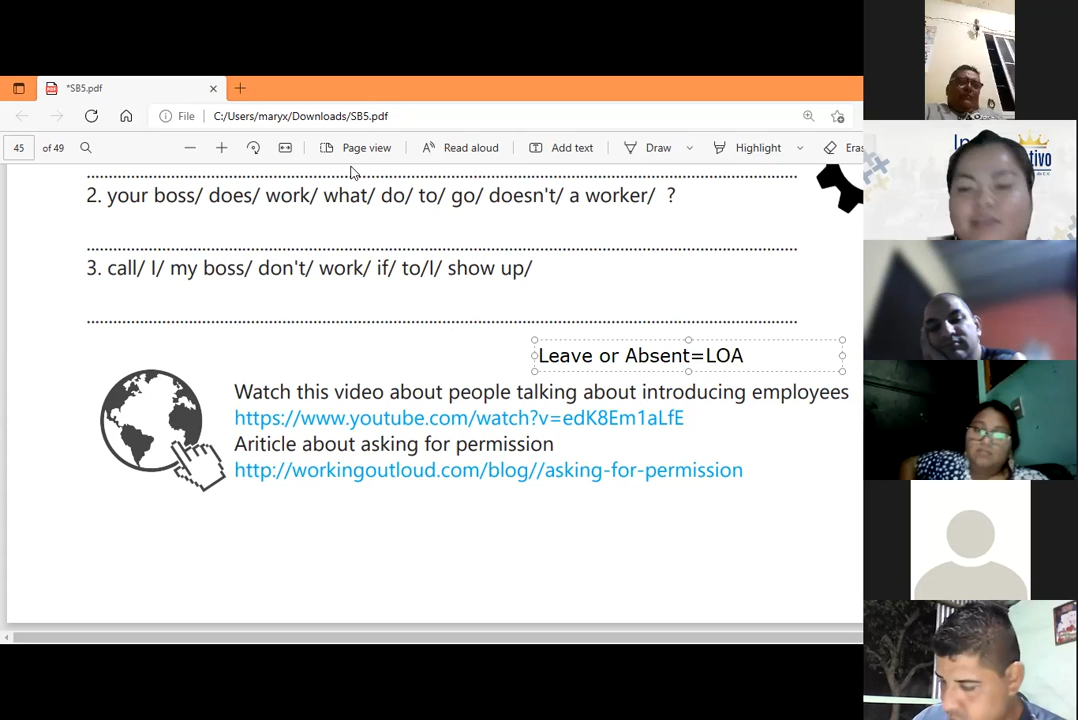 *SB5.pdf
File
C:/Users/maryx/Downloads/SB5.pdf
45 of 49
Page view
Read aloud
Add text
Draw
Highlight
Eras
2. your boss/ does/ work/ what/ do/ to/ go/ doesn't/ a worker/ ?
3. call/ I/ my boss/ don't/ work/ if/ to/I/ show up/
Leave or Absent=LOA
Watch this video about people talking about introducing employees
https://www.youtube.com/watch?v=edK8Em1aLfE
Ariticle about asking for permission
http://workingoutloud.com/blog//asking-for-permission